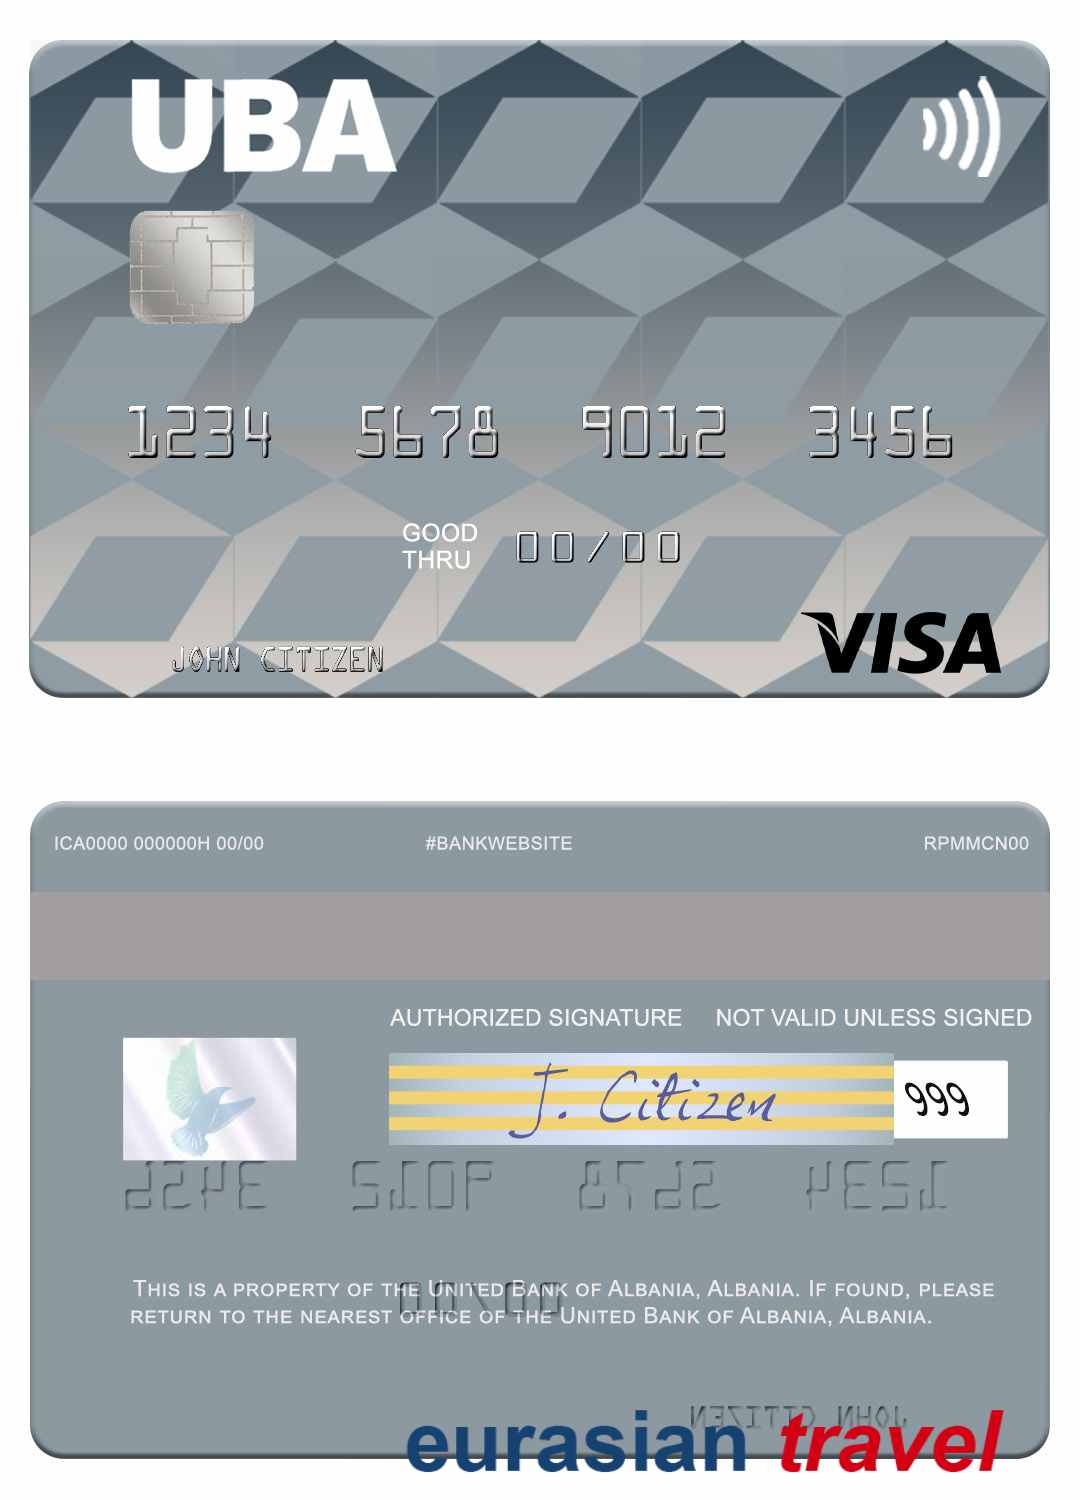 UBA
1234 5678 9012 3456
GOOD
THRU
00/00
JOHN CITIZEN
VISA
ICA0000 000000H 00/00
#BANKWEBSITE
RPMMCN00
AUTHORIZED SIGNATURE
NOT VALID UNLESS SIGNED
J. Citizen
999
THIS IS A PROPERTY OF THE UNITED BANK OF ALBANIA, ALBANIA. IF FOUND, PLEASE
RETURN TO THE NEAREST OFFICE OF THE UNITED BANK OF ALBANIA, ALBANIA.
JOHN CITIZEN
eurasian travel